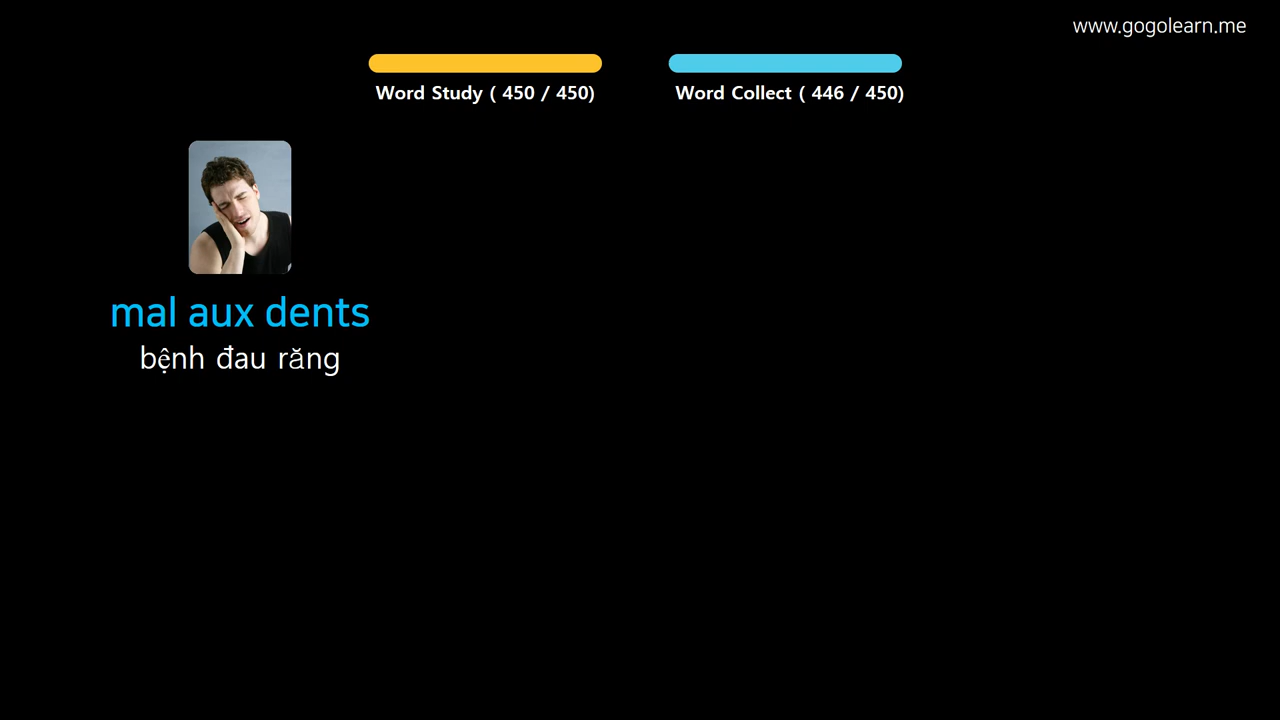 www.gogolearn.me
Word Study ( 450 / 450)
Word Collect ( 446 / 450)
mal aux dents
bệnh đau răng